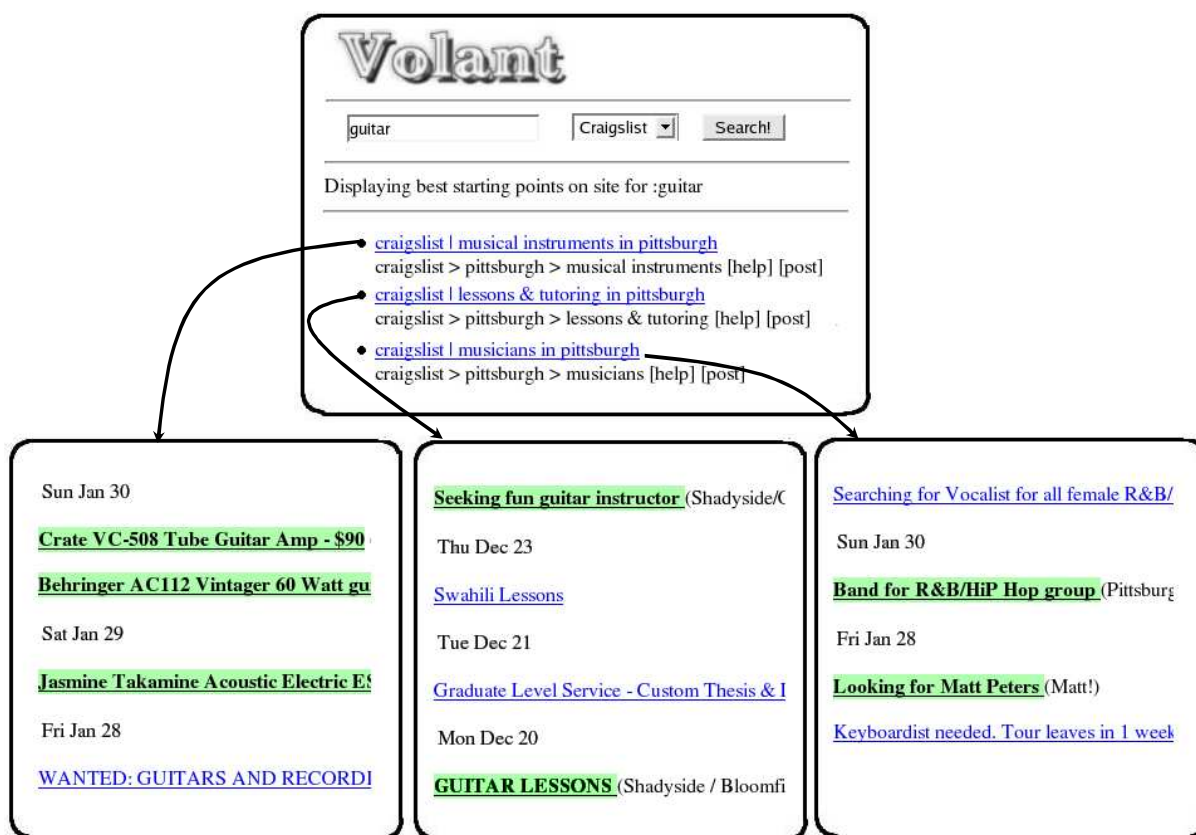 Volant
guitar Craigslist Search!
Displaying best starting points on site for :guitar
craigslist | musical instruments in pittsburgh
craigslist > pittsburgh > musical instruments [help] [post]
craigslist | lessons & tutoring in pittsburgh
craigslist > pittsburgh > lessons & tutoring [help] [post]
craigslist | musicians in pittsburgh
craigslist > pittsburgh > musicians [help] [post]
Sun Jan 30
Crate VC-508 Tube Guitar Amp - $90
Behringer AC112 Vintager 60 Watt gu
Sat Jan 29
Jasmine Takamine Acoustic Electric ES
Fri Jan 28
WANTED: GUITARS AND RECORDI
Seeking fun guitar instructor (Shadyside/
Thu Dec 23
Swahili Lessons
Tue Dec 21
Graduate Level Service - Custom Thesis &
Mon Dec 20
GUITAR LESSONS (Shadyside / Bloomfi
Searching for Vocalist for all female R&B/
Sun Jan 30
Band for R&B/HiP Hop group (Pittsburg
Fri Jan 28
Looking for Matt Peters (Matt!)
Keyboardist needed. Tour leaves in 1 week